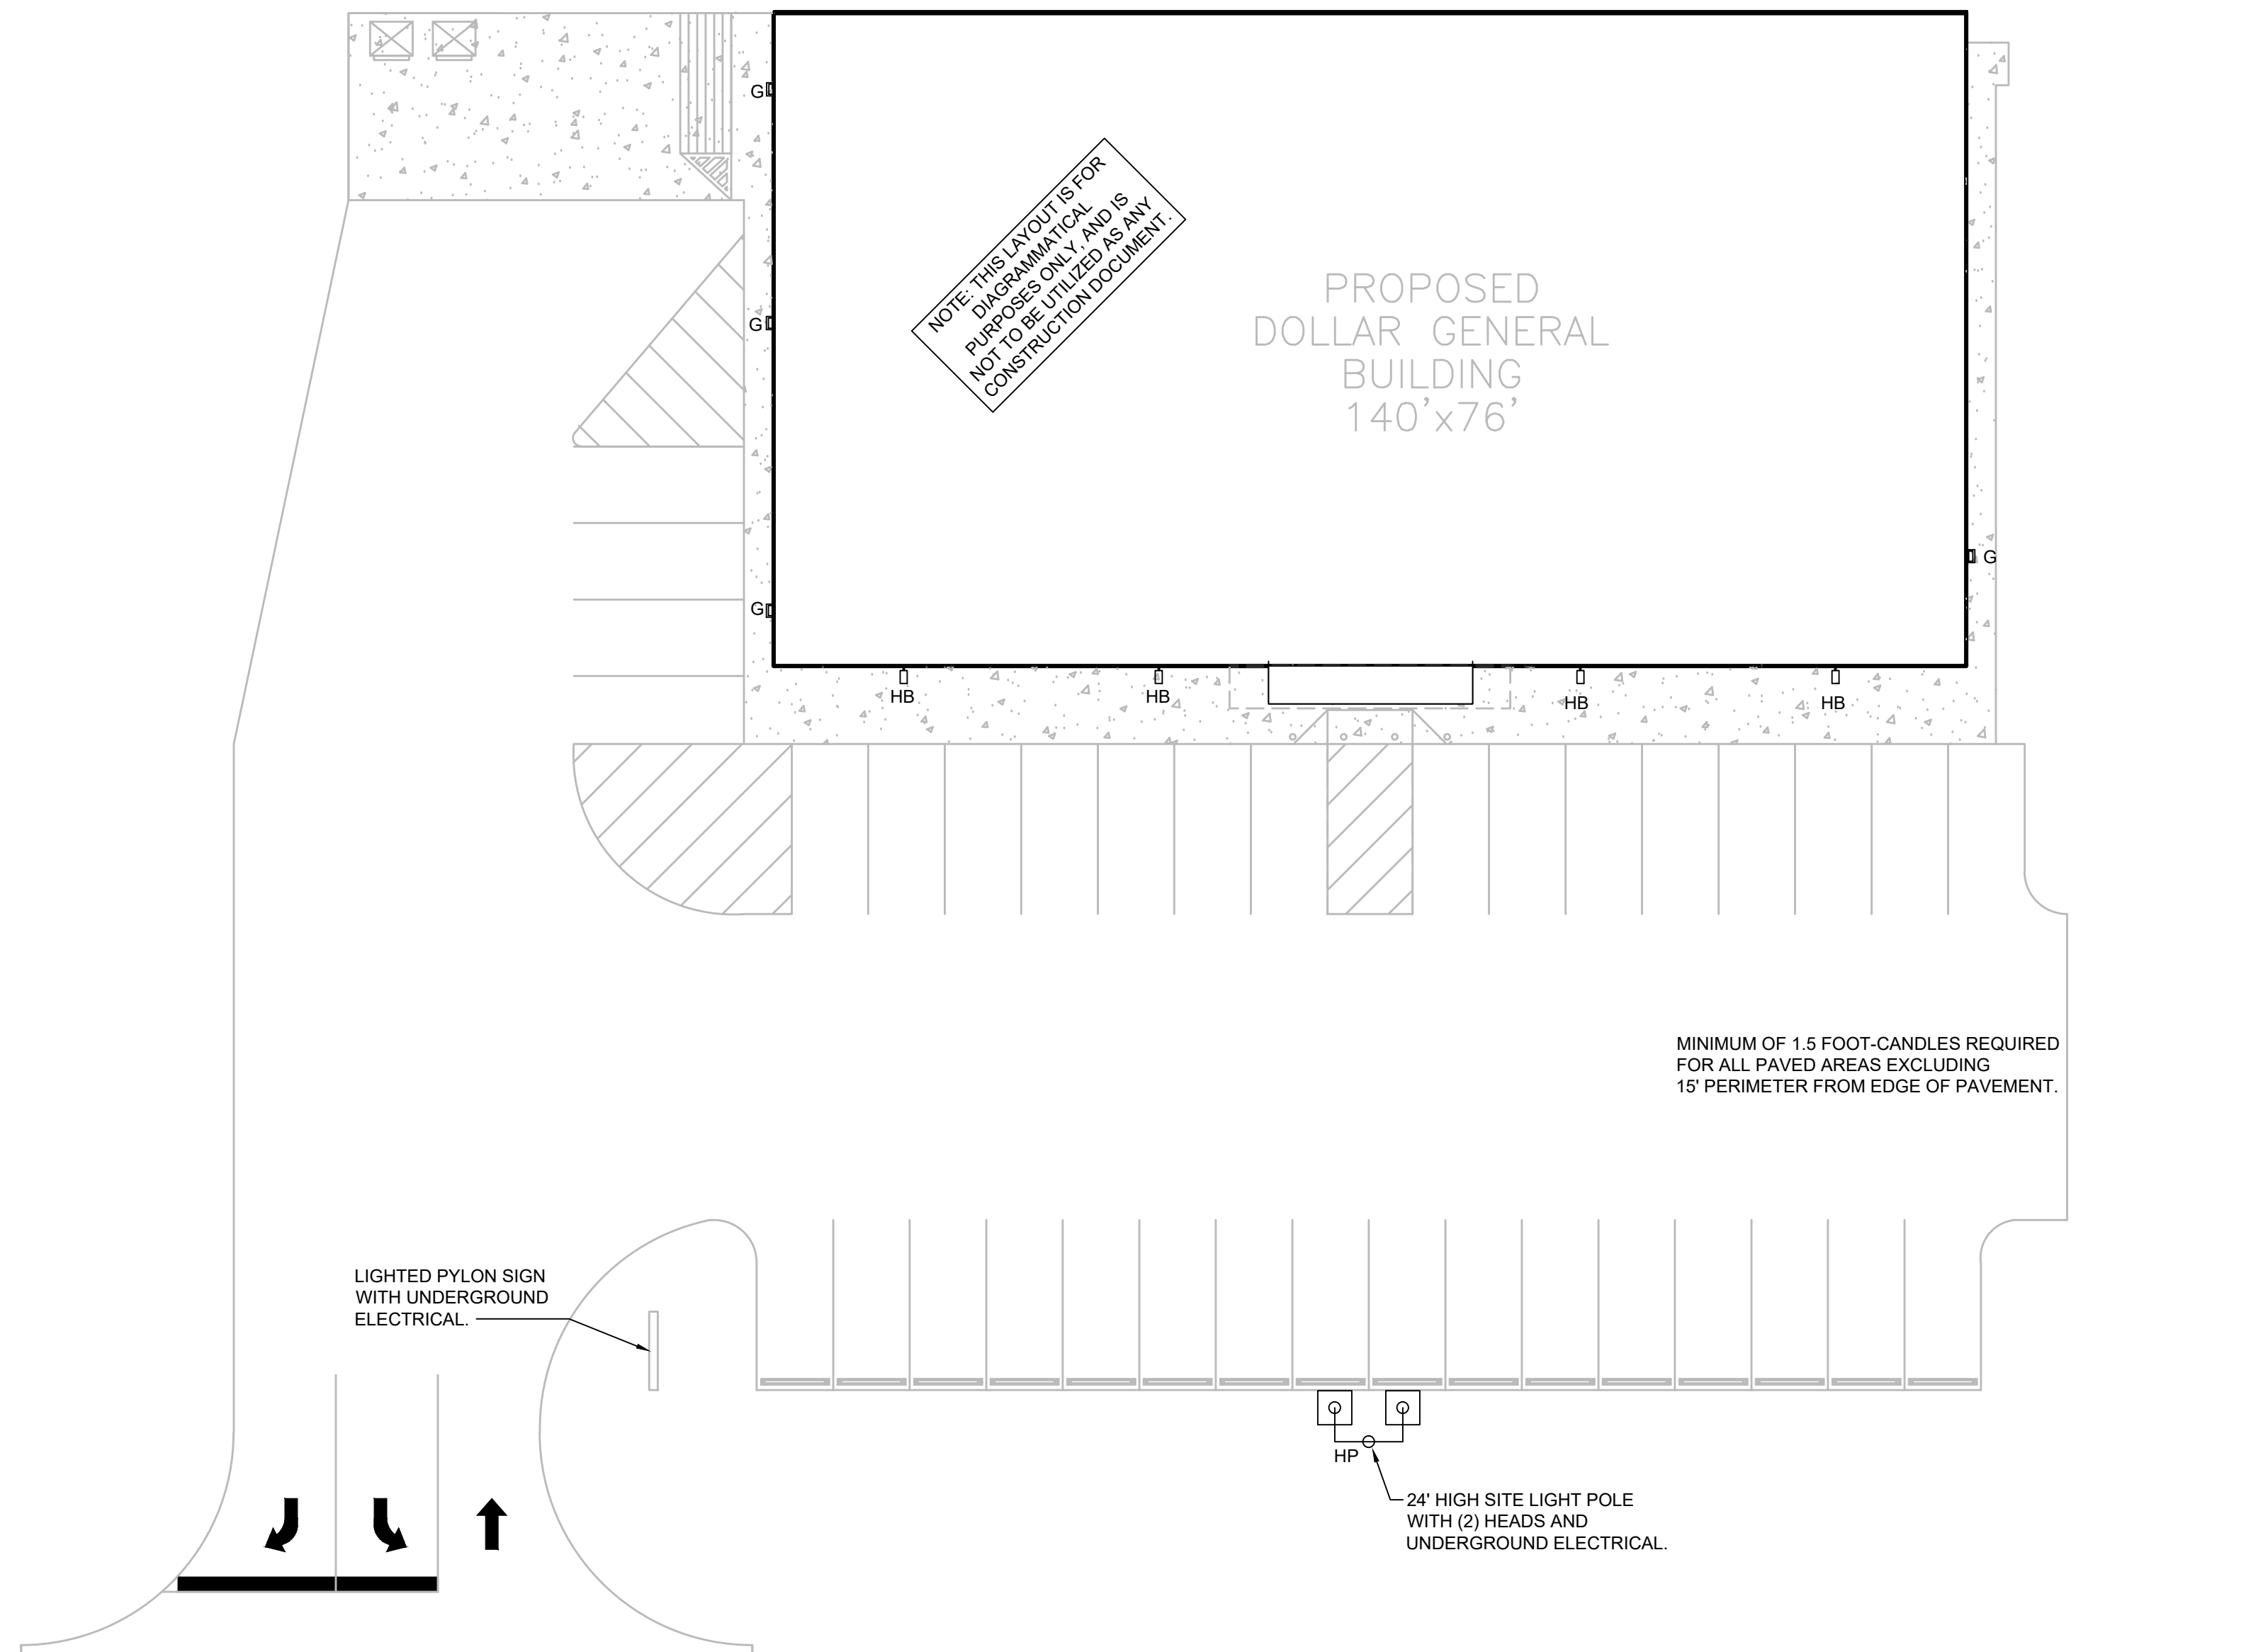 G
NOTE: THIS LAYOUT IS FOR
DIAGRAMMATICAL
PURPOSES ONLY, AND IS
NOT TO BE UTILIZED AS ANY
CONSTRUCTION DOCUMENT.
PROPOSED
DOLLAR GENERAL
BUILDING
140'x76'
G
G
G
HB
HB
HB
HB
MINIMUM OF 1.5 FOOT-CANDLES REQUIRED
FOR ALL PAVED AREAS EXCLUDING
15' PERIMETER FROM EDGE OF PAVEMENT.
LIGHTED PYLON SIGN
WITH UNDERGROUND
ELECTRICAL.
HP
24' HIGH SITE LIGHT POLE
WITH (2) HEADS AND
UNDERGROUND ELECTRICAL.